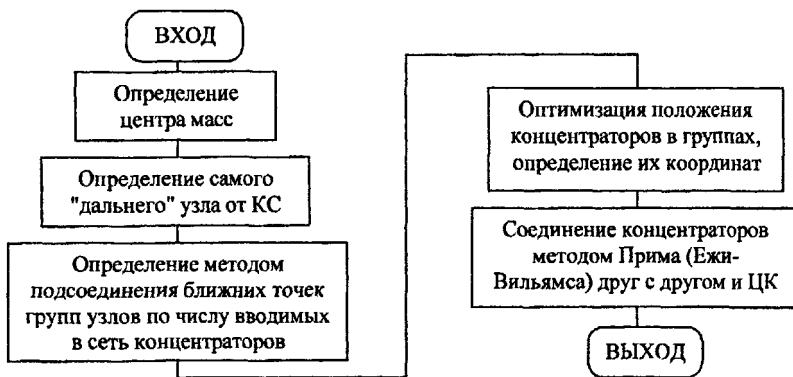 ВХОД
Определение
центра масс
Определение самого
"дальнего" узла от КС
Определение методом
подсоединения ближних точек
групп узлов по числу вводимых
в сеть концентраторов
Оптимизация положения
концентраторов в группах,
определение их координат
Соединение концентраторов
методом Прима (Ежи-
Вильямса) друг с другом и ЦК
ВЫХОД